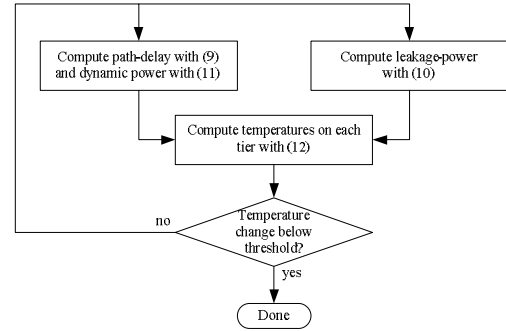 Compute path-delay with (9)
and dynamic power with (11)
Compute leakage-power
with (10)
Compute temperatures on each
tier with (12)
no
Temperature
change below
threshold?
yes
Done